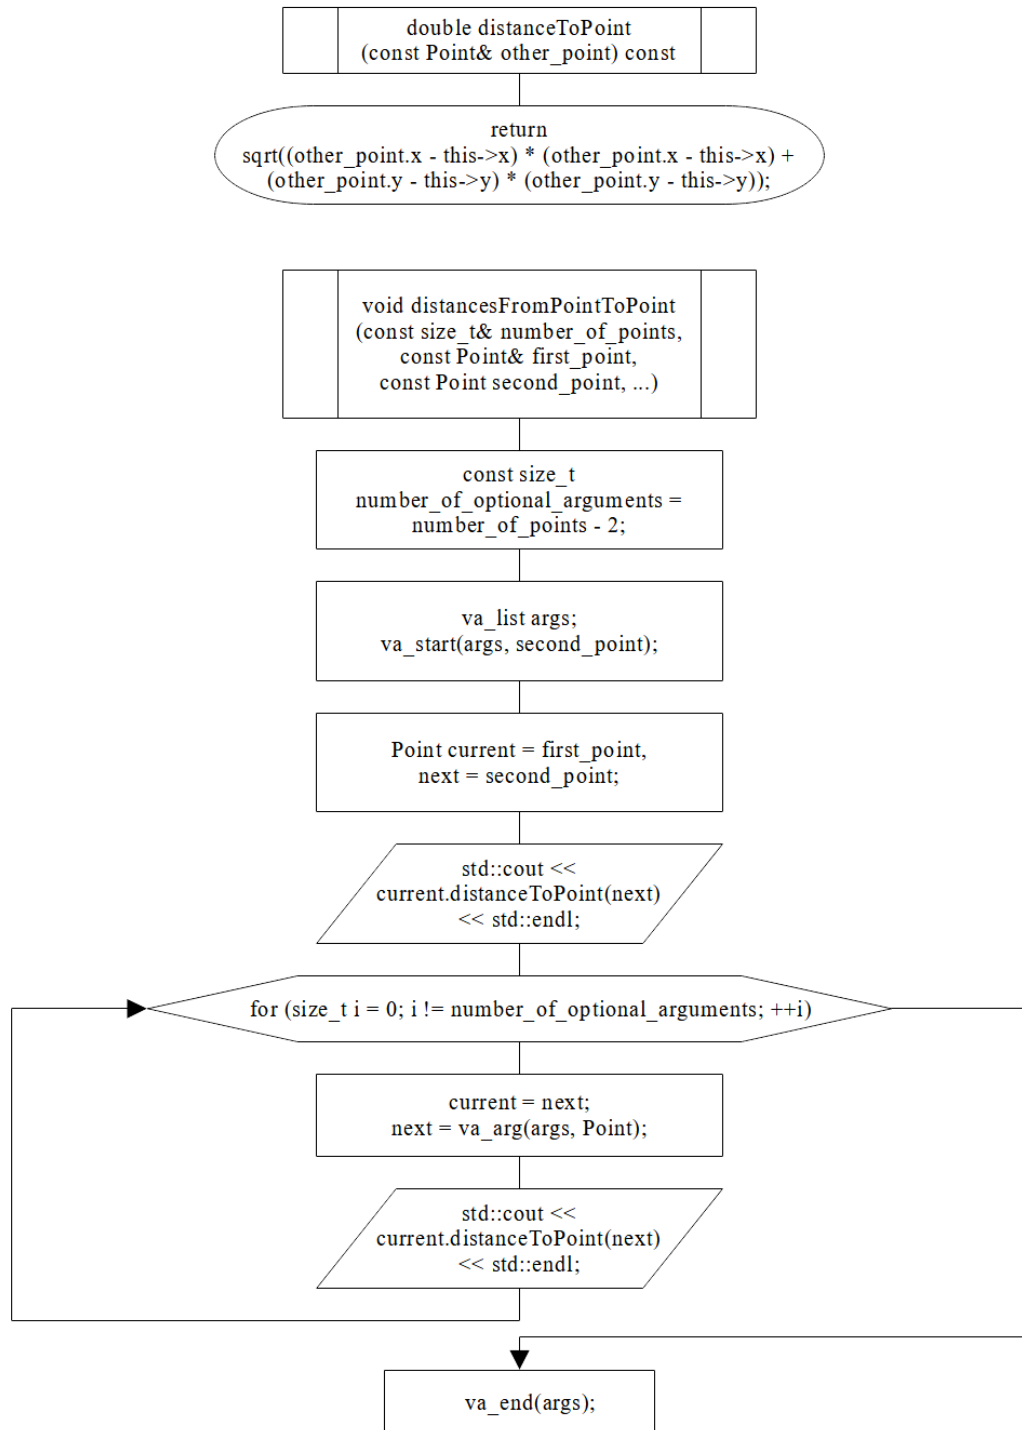 double distanceToPoint
(const Point& other_point) const
return
sqrt((other_point.x - this->x) * (other_point.x - this->x) +
(other_point.y - this->y) * (other_point.y - this->y));
void distancesFromPointToPoint
(const size_t& number_of_points,
const Point& first_point,
const Point second_point, ...)
const size_t
number_of_optional_arguments =
number_of_points - 2;
va_list args;
va_start(args, second_point);
Point current = first_point,
next = second_point;
std::cout <<
current.distanceToPoint(next)
<< std::endl;
for (size_t i = 0; i != number_of_optional_arguments; ++i)
current = next;
next = va_arg(args, Point);
std::cout <<
current.distanceToPoint(next)
<< std::endl;
va_end(args);